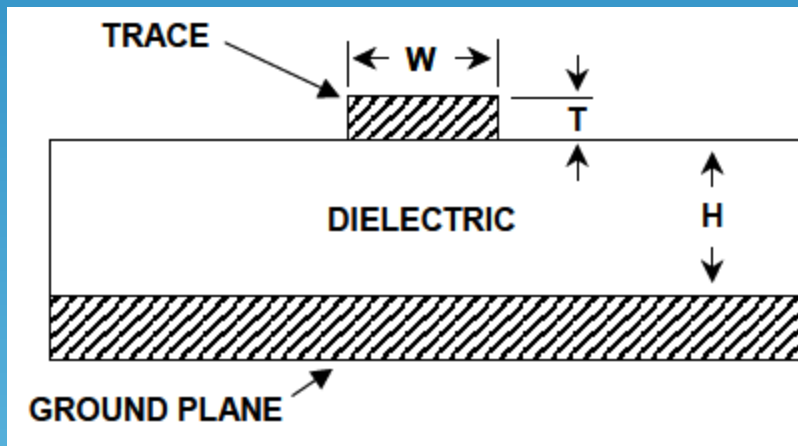 TRACE
W
T
DIELECTRIC
H
GROUND PLANE